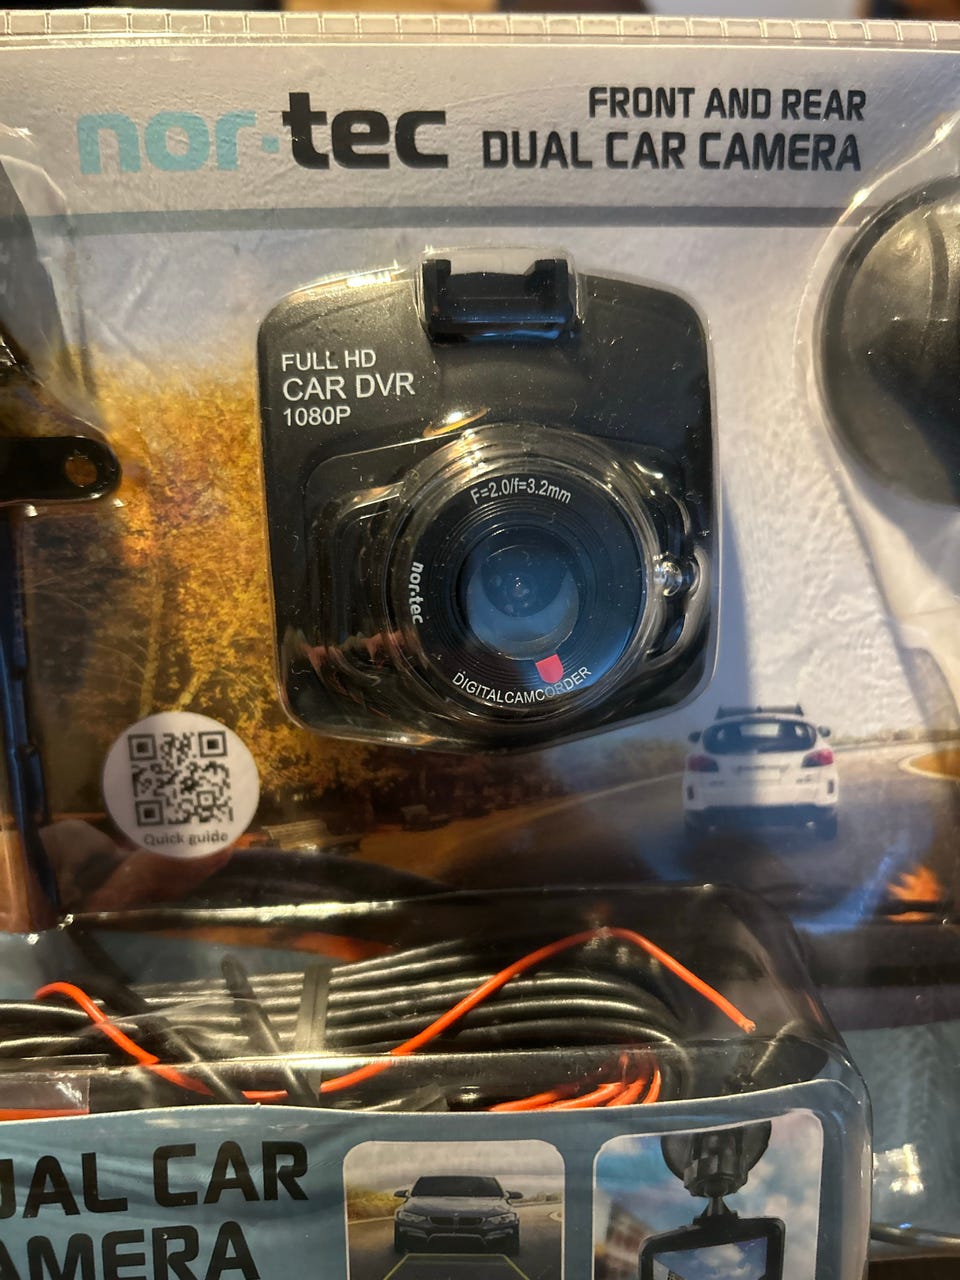 nor·tec
FRONT AND REAR
DUAL CAR CAMERA
FULL HD
CAR DVR
1080P
F=2.0/f=3.2mm
nor.tec
DIGITALCAMCORDER
Quick guide
UAL CAR
AMERA